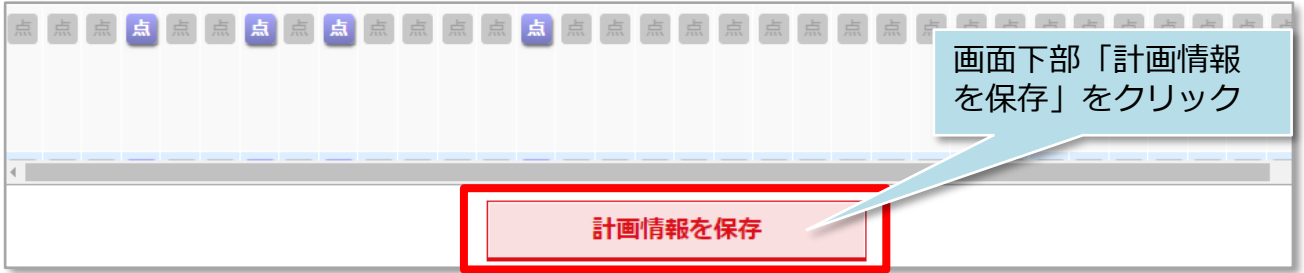 点 点 点 点 点 点 点 点 点 点 点 点 点 点 点 点 点 点 点 点 点 点 点
画面下部「計画情報
を保存」をクリック
計画情報を保存